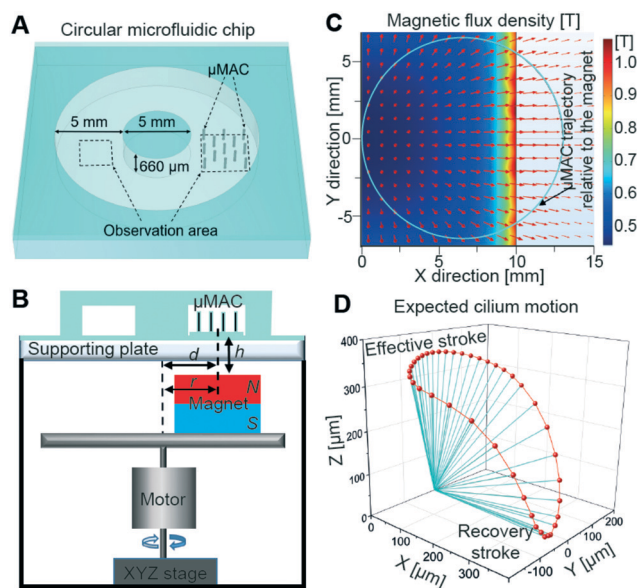 A
Circular microfluidic chip
μMAC
5 mm
5 mm
660 μm
Observation area
B
μMAC
Supporting plate
d
h
r
N
Magnet
S
Motor
XYZ stage
C
Magnetic flux density [T]
[T]
Y direction [mm]
5
0
-5
0
5
10
15
X direction [mm]
μMAC trajectory
relative to the magnet
1.0
0.9
0.8
0.7
0.6
0.5
D
Expected cilium motion
Effective stroke
Recovery
stroke
Z [μm]
400
300
200
100
0
0
100
200
300
X [μm]
-100
0
100
200
Y [μm]